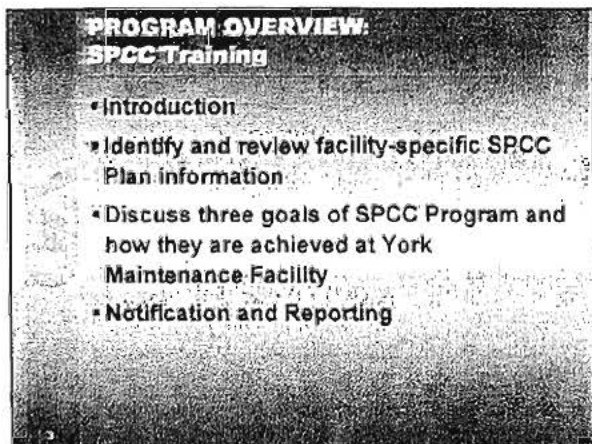 PROGRAM OVERVIEW:
SPCC Training
▪ Introduction
▪ Identify and review facility-specific SPCC
Plan information
▪ Discuss three goals of SPCC Program and
how they are achieved at York
Maintenance Facility
▪ Notification and Reporting